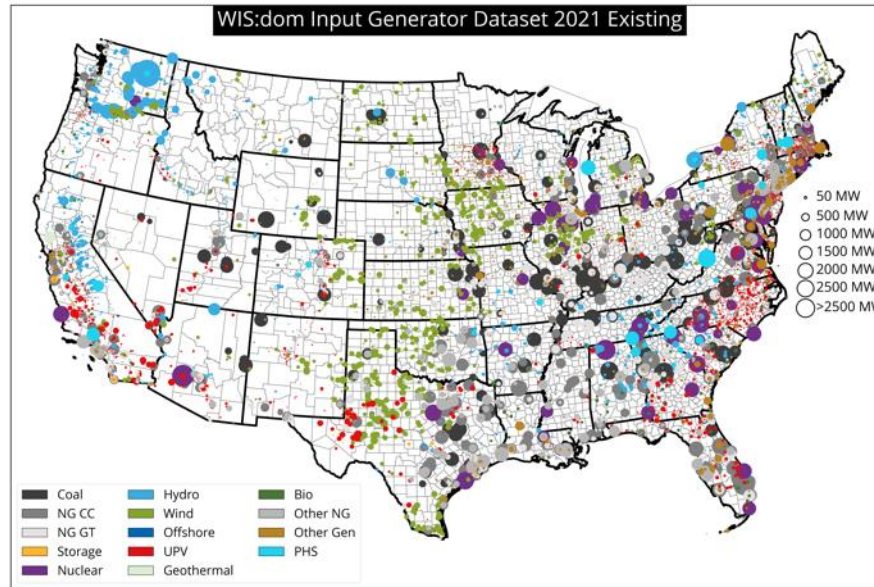 WIS:dom Input Generator Dataset 2021 Existing
50 MW
500 MW
1000 MW
1500 MW
2000 MW
2500 MW
>2500 MW
Coal
Hydro
Bio
NG CC
Wind
Other NG
NG GT
Offshore
Other Gen
Storage
UPV
PHS
Nuclear
Geothermal